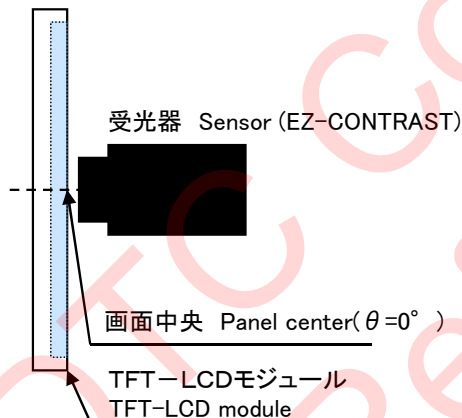 受光器 Sensor (EZ-CONTRAST)
画面中央 Panel center(θ=0° )
TFT－LCDモジュール
TFT-LCD module